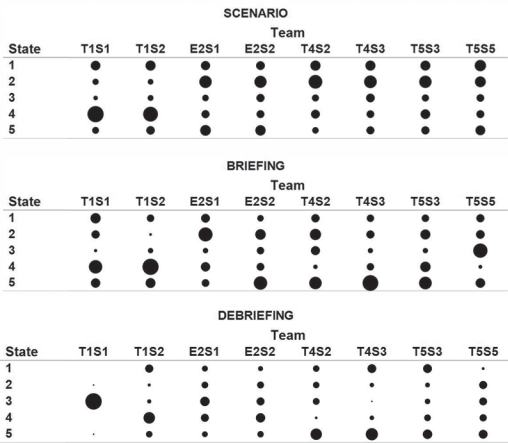 SCENARIO
Team
State T1S1 T1S2 E2S1 E2S2 T4S2 T4S3 T5S3 T5S5
1
2
3
4
5
BRIEFING
Team
State T1S1 T1S2 E2S1 E2S2 T4S2 T4S3 T5S3 T5S5
1
2
3
4
5
DEBRIEFING
Team
State T1S1 T1S2 E2S1 E2S2 T4S2 T4S3 T5S3 T5S5
1
2
3
4
5